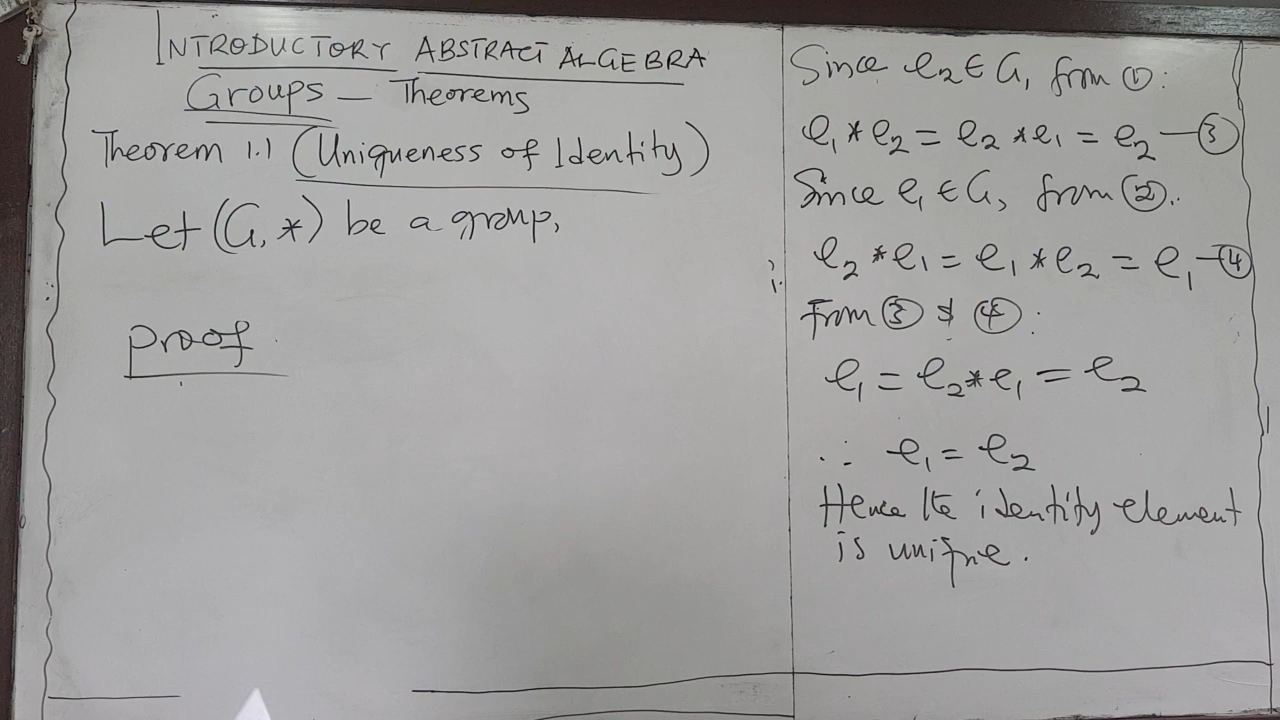 INTRODUCTORY ABSTRACT ALGEBRA
Groups - Theorems
Theorem 1.1 (Uniqueness of Identity)
Let (G, *) be a group,
Proof
Since e₂ ∈ G, from ①:
e₁ * e₂ = e₂ * e₁ = e₂ — ③
Since e₁ ∈ G, from ②.
e₂ * e₁ = e₁ * e₂ = e₁ — ④
From ③ & ④:
e₁ = e₂ * e₁ = e₂
∴ e₁ = e₂
Hence the identity element
is unique.